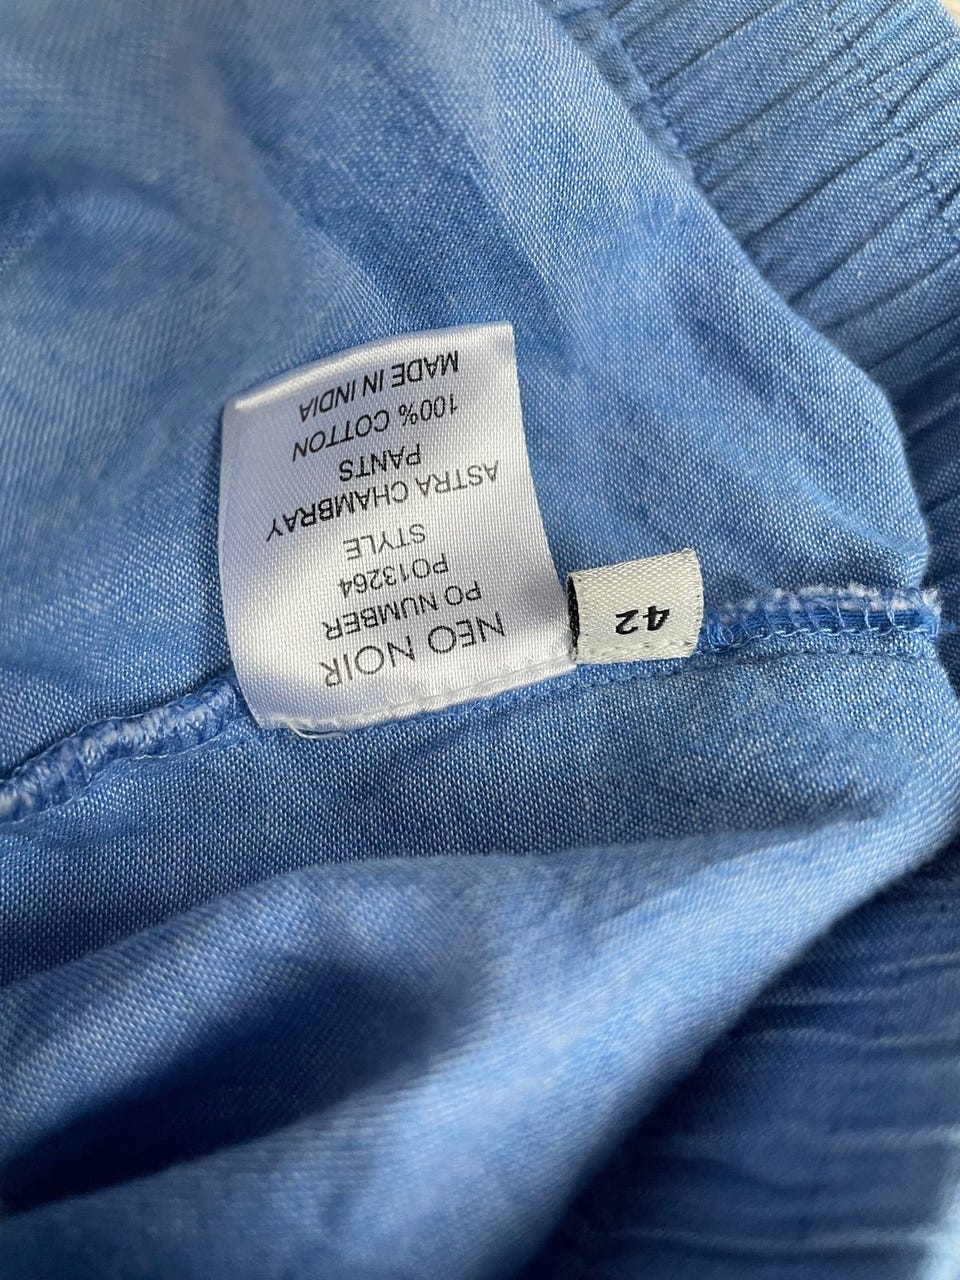 NEO NOIR
PO NUMBER
PO13264
STYLE
ASTRA CHAMBRAY
PANTS
100% COTTON
MADE IN INDIA
42